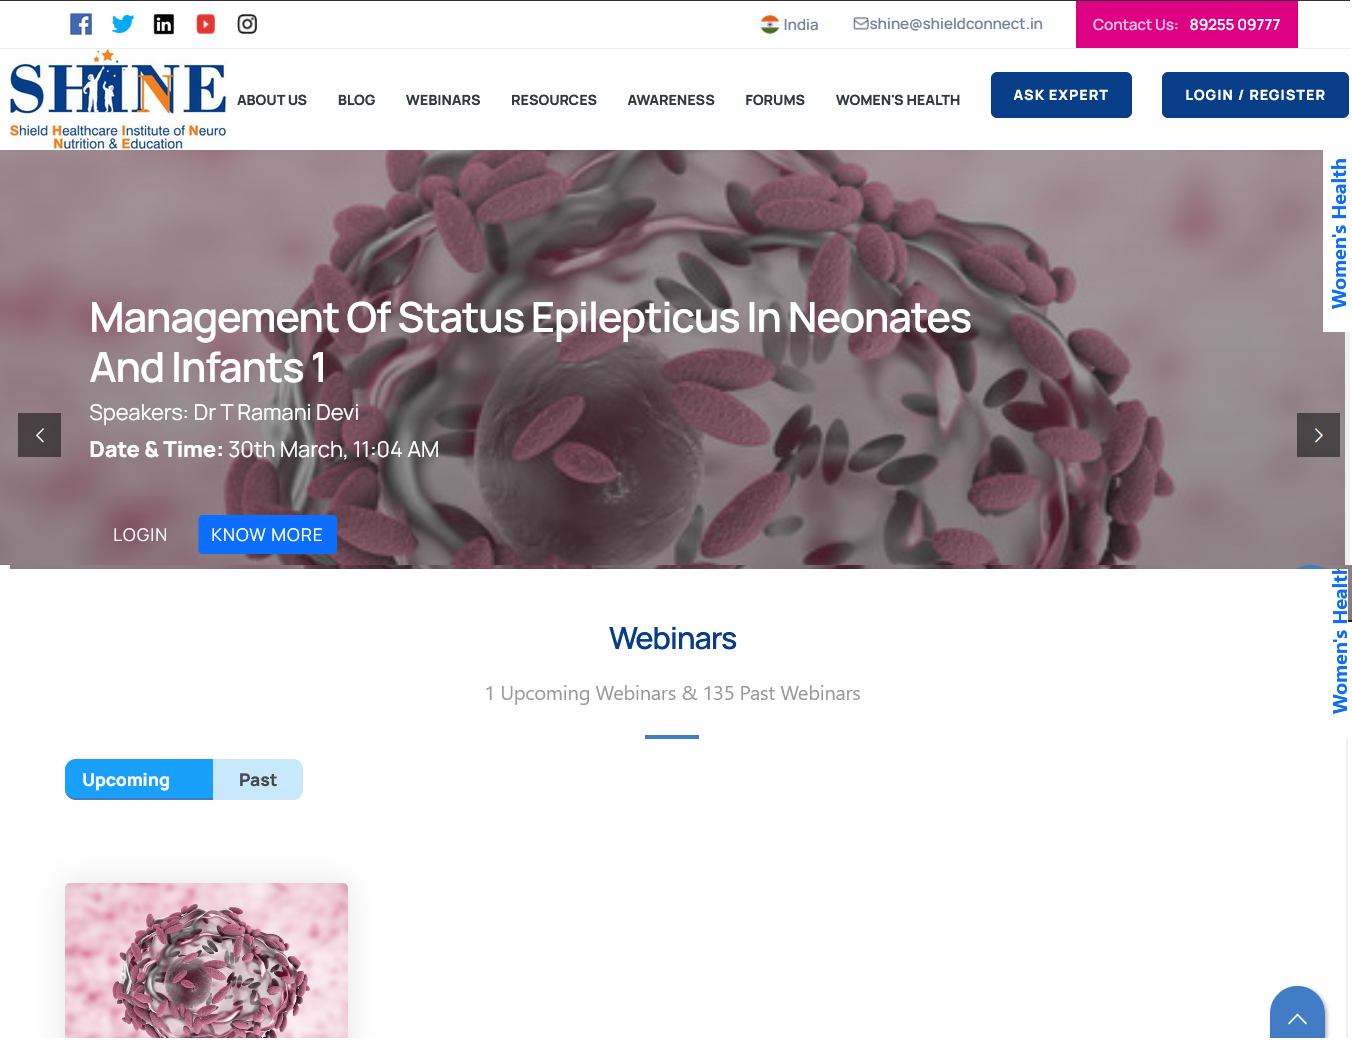 India
shine@shieldconnect.in
Contact Us: 89255 09777
SHINE
Shield Healthcare Institute of Neuro
Nutrition & Education
ABOUT US
BLOG
WEBINARS
RESOURCES
AWARENESS
FORUMS
WOMEN'S HEALTH
ASK EXPERT
LOGIN / REGISTER
Women's Health
Management Of Status Epilepticus In Neonates
And Infants 1
Speakers: Dr T Ramani Devi
Date & Time: 30th March, 11:04 AM
LOGIN
KNOW MORE
Women's Health
Webinars
1 Upcoming Webinars & 135 Past Webinars
Upcoming
Past